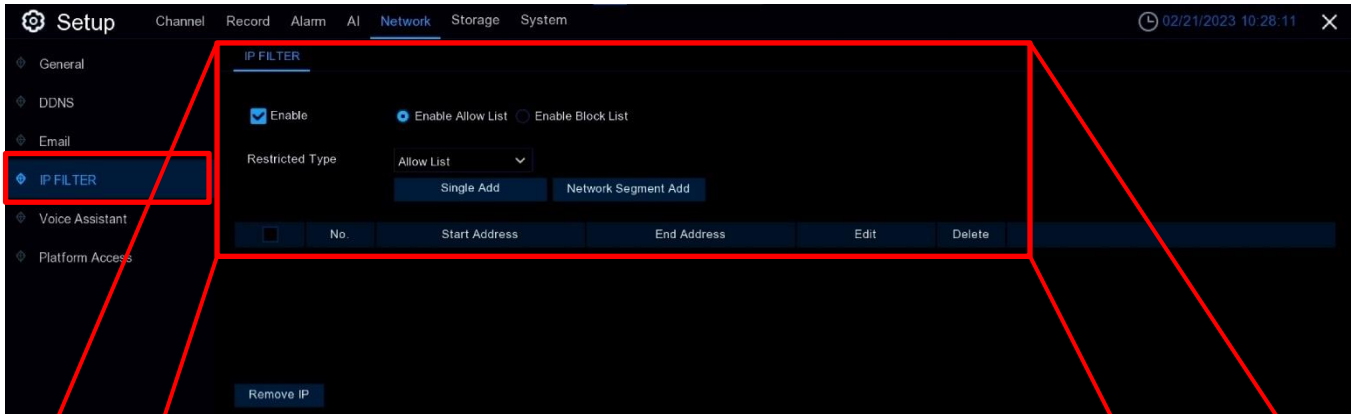 Setup Channel Record Alarm AI Network Storage System 02/21/2023 10:28:11
General
DDNS
Email
IP FILTER
Voice Assistant
Platform Access
IP FILTER
Enable Enable Allow List Enable Block List
Restricted Type Allow List
Single Add Network Segment Add
No. Start Address End Address Edit Delete
Remove IP